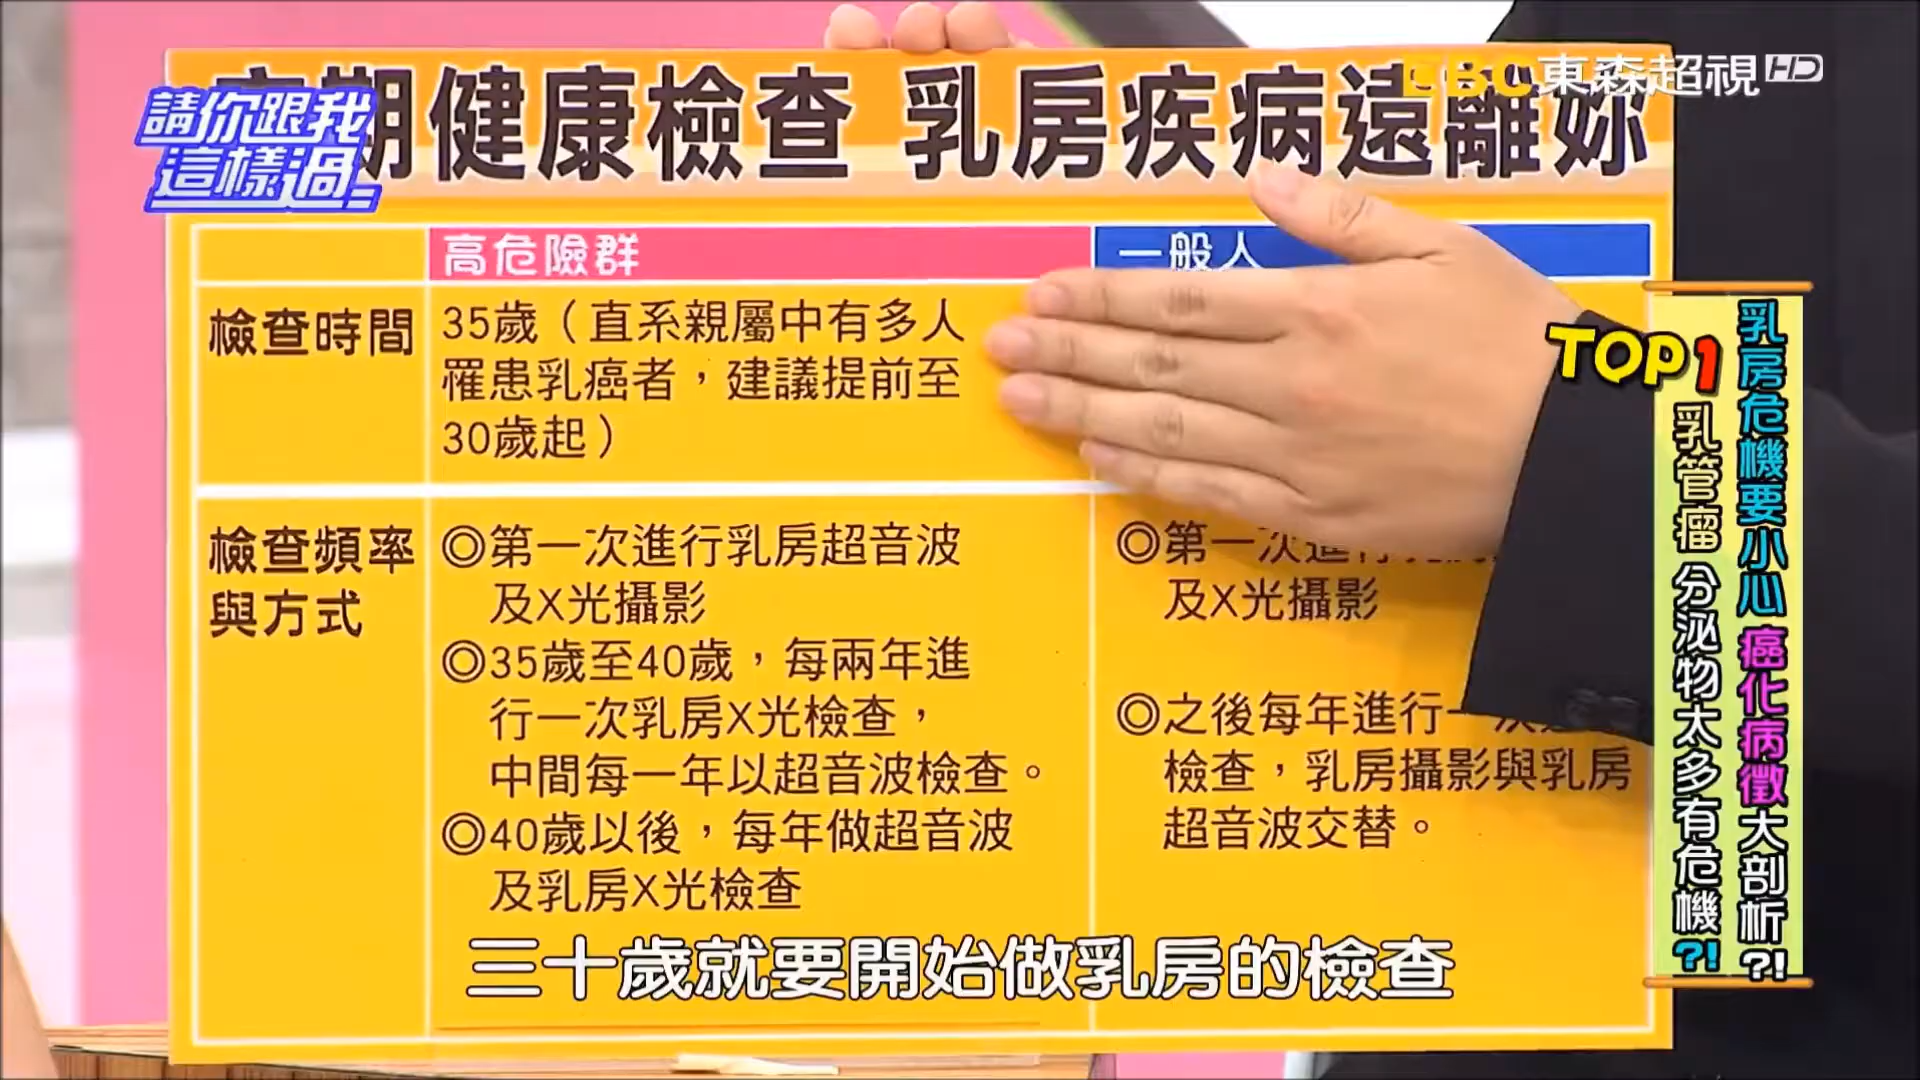 期健康檢查 乳房疾病遠離妳
請你跟我
這樣過
EBC東森超視HD
高危險群
一般人
檢查時間
35歲（直系親屬中有多人
罹患乳癌者，建議提前至
30歲起）
檢查頻率
與方式
◎第一次進行乳房超音波
及X光攝影
◎35歲至40歲，每兩年進
行一次乳房X光檢查，
中間每一年以超音波檢查。
◎40歲以後，每年做超音波
及乳房X光檢查
◎第一次進行
及X光攝影
◎之後每年進行一次
檢查，乳房攝影與乳房
超音波交替。
TOP1
乳房危機要小心 癌化病徵大剖析?!
乳管瘤 分泌物太多有危機?!
三十歲就要開始做乳房的檢查